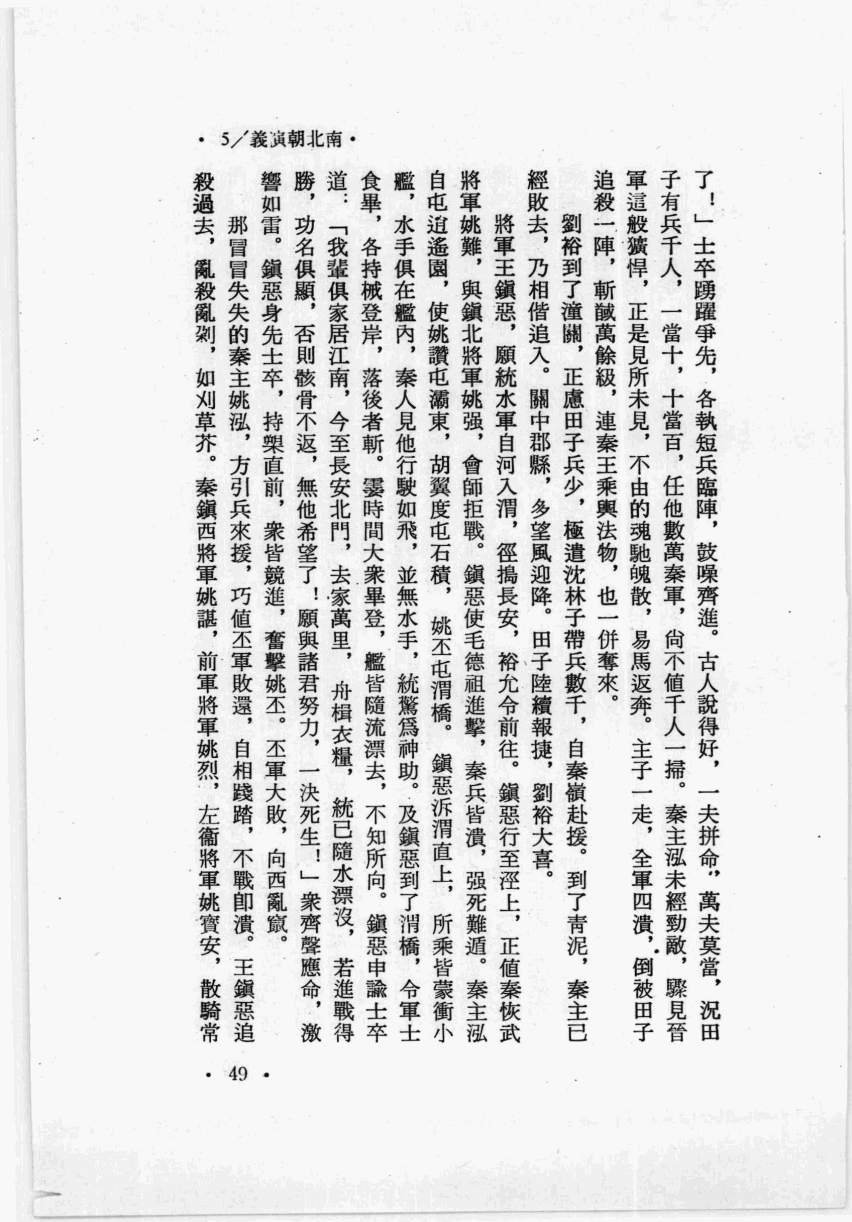 ・南北朝演義／5・
了！」士卒踴躍爭先，各執短兵臨陣，鼓噪齊進。古人說得好，一夫拼命，萬夫莫當，況田
子有兵千人，一當十，十當百，任他數萬秦軍，尙不值千人一掃。秦主泓未經勁敵，驟見晉
軍這般獷悍，正是見所未見，不由的魂馳魄散，易馬返奔。主子一走，全軍四潰，倒被田子
追殺一陣，斬馘萬餘級，連秦王乘輿法物，也一併奪來。
劉裕到了潼關，正慮田子兵少，極遣沈林子帶兵數千，自秦嶺赴援。到了靑泥，秦主已
經敗去，乃相偕追入。關中郡縣，多望風迎降。田子陸續報捷，劉裕大喜。
將軍王鎭惡，願統水軍自河入渭，徑搗長安，裕允令前往。鎭惡行至涇上，正值秦恢武
將軍姚難，與鎭北將軍姚强，會師拒戰。鎭惡使毛德祖進擊，秦兵皆潰，强死難遁。秦主泓
自屯逍遙園，使姚讚屯灞東，胡翼度屯石積，姚丕屯渭橋。鎭惡泝渭直上，所乘皆蒙衝小
艦，水手俱在艦內，秦人見他行駛如飛，並無水手，統驚爲神助。及鎭惡到了渭橋，令軍士
食畢，各持械登岸，落後者斬。霎時間大衆畢登，艦皆隨流漂去，不知所向。鎭惡申諭士卒
道：「我輩俱家居江南，今至長安北門，去家萬里，舟楫衣糧，統已隨水漂沒，若進戰得
勝，功名俱顯，否則骸骨不返，無他希望了！願與諸君努力，一決死生！」衆齊聲應命，激
響如雷。鎭惡身先士卒，持槊直前，衆皆競進，奮擊姚丕。丕軍大敗，向西亂竄。
那冒冒失失的秦主姚泓，方引兵來援，巧值丕軍敗還，自相踐踏，不戰卽潰。王鎭惡追
殺過去，亂殺亂剁，如刈草芥。秦鎭西將軍姚諶，前軍將軍姚烈，左衞將軍姚寳安，散騎常
・49・